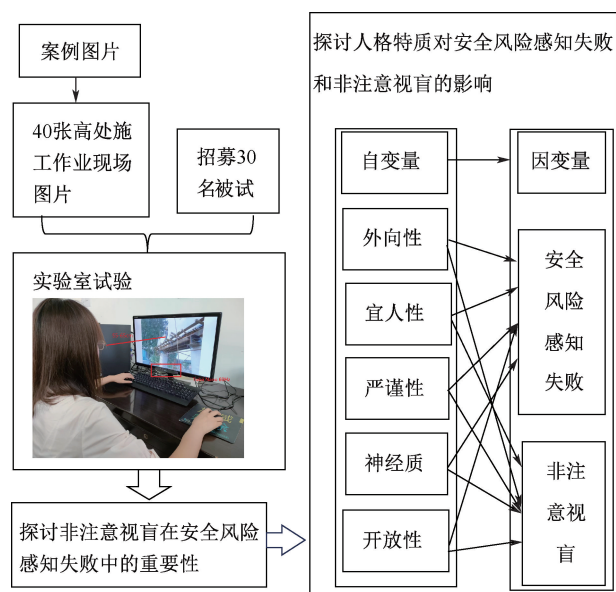 案例图片
40张高处施
工作业现场
图片
招募30
名被试
实验室试验
探讨非注意视盲在安全风险
感知失败中的重要性
探讨人格特质对安全风险感知失败
和非注意视盲的影响
自变量
外向性
宜人性
严谨性
神经质
开放性
因变量
安全
风险
感知
失败
非注
意视
盲